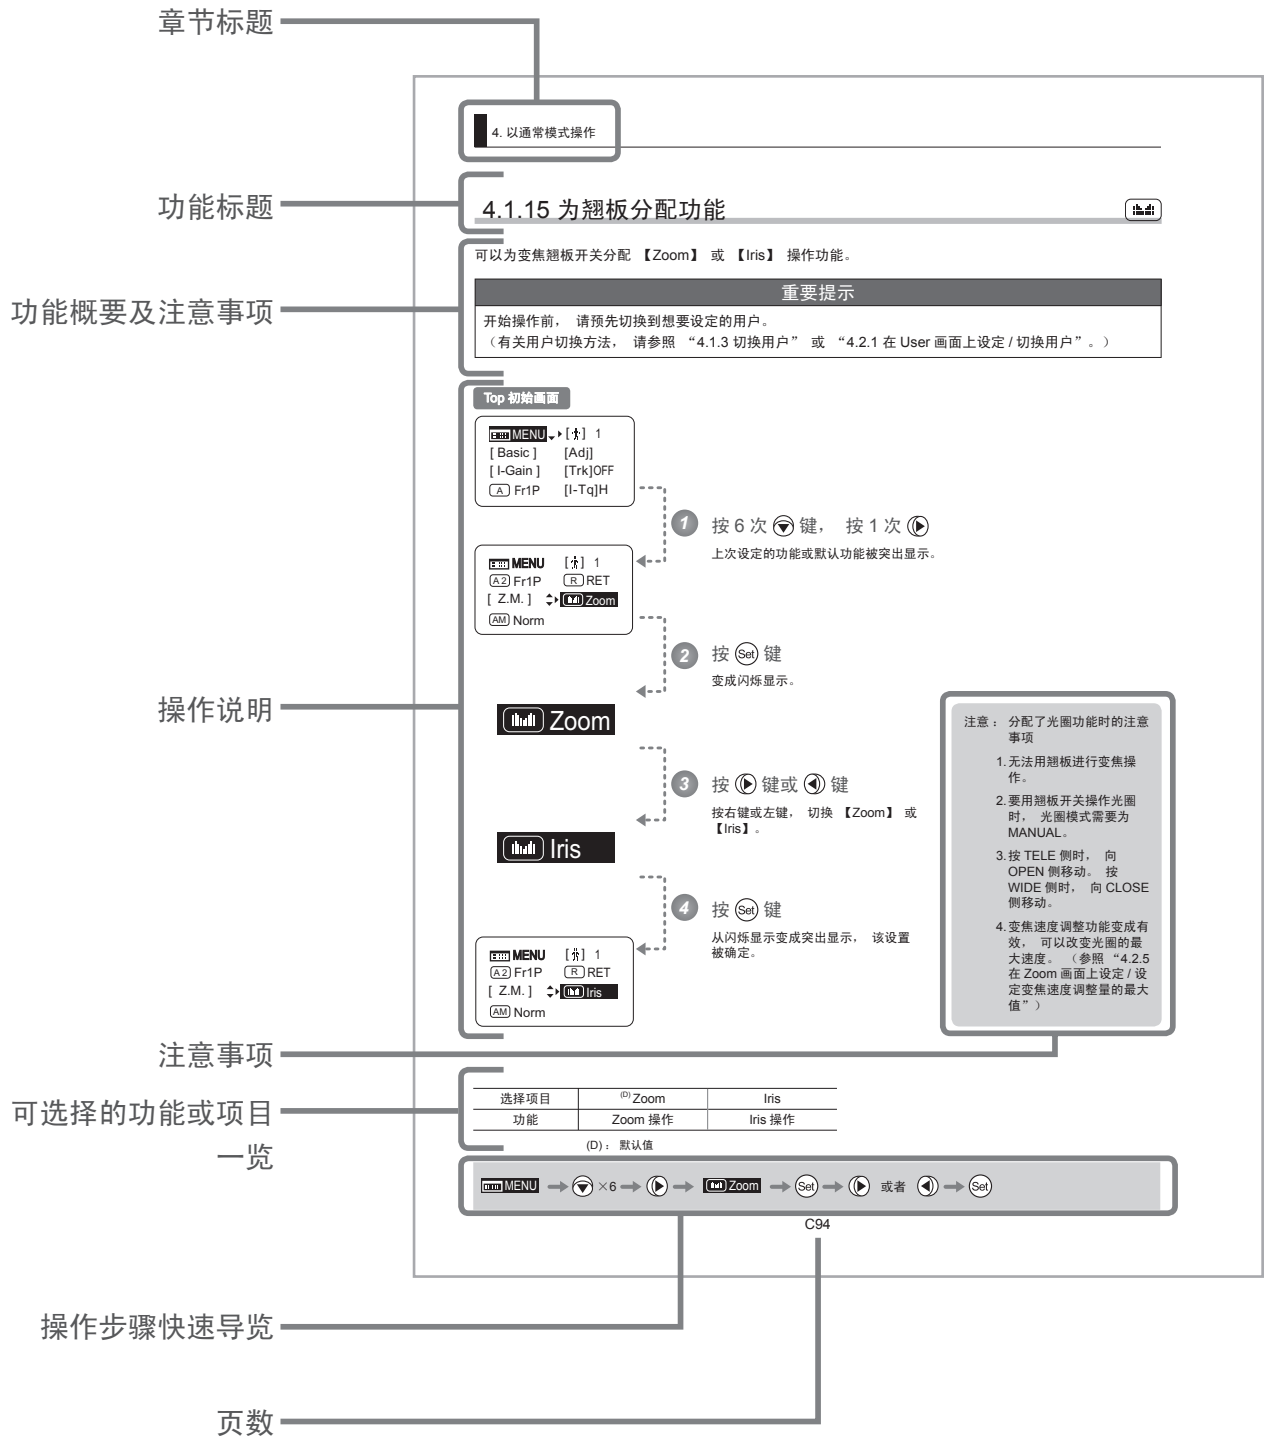 章节标题
4. 以通常模式操作
功能标题
4.1.15 为翘板分配功能
可以为变焦翘板开关分配 【Zoom】 或 【Iris】 操作功能。
功能概要及注意事项
重要提示
开始操作前， 请预先切换到想要设定的用户。
（有关用户切换方法， 请参照 “4.1.3 切换用户” 或 “4.2.1 在 User 画面上设定 / 切换用户”。）
Top 初始画面
MENU [ ] 1
[ Basic ] [Adj]
[ I-Gain ] [Trk]OFF
A Fr1P [I-Tq]H
1 按 6 次 键， 按 1 次
上次设定的功能或默认功能被突出显示。
MENU [ ] 1
A 2 Fr1P R RET
[ Z.M. ] Zoom
AM Norm
2 按 Set 键
变成闪烁显示。
操作说明
Zoom
3 按 键或 键
按右键或左键， 切换 【Zoom】 或
【Iris】。
Iris
4 按 Set 键
从闪烁显示变成突出显示， 该设置
被确定。
MENU [ ] 1
A 2 Fr1P R RET
[ Z.M. ] Iris
AM Norm
注意： 分配了光圈功能时的注意
事项
1. 无法用翘板进行变焦操
作。
2. 要用翘板开关操作光圈
时， 光圈模式需要为
MANUAL。
3. 按 TELE 侧时， 向
OPEN 侧移动。 按
WIDE 侧时， 向 CLOSE
侧移动。
4. 变焦速度调整功能变成有
效， 可以改变光圈的最
大速度。 （参照 “4.2.5
在 Zoom 画面上设定 / 设
定变焦速度调整量的最大
值”）
注意事项
可选择的功能或项目
一览
选择项目 (D) Zoom Iris
功能 Zoom 操作 Iris 操作
(D)： 默认值
MENU ×6 Zoom Set 或者 Set
C94
操作步骤快速导览
页数